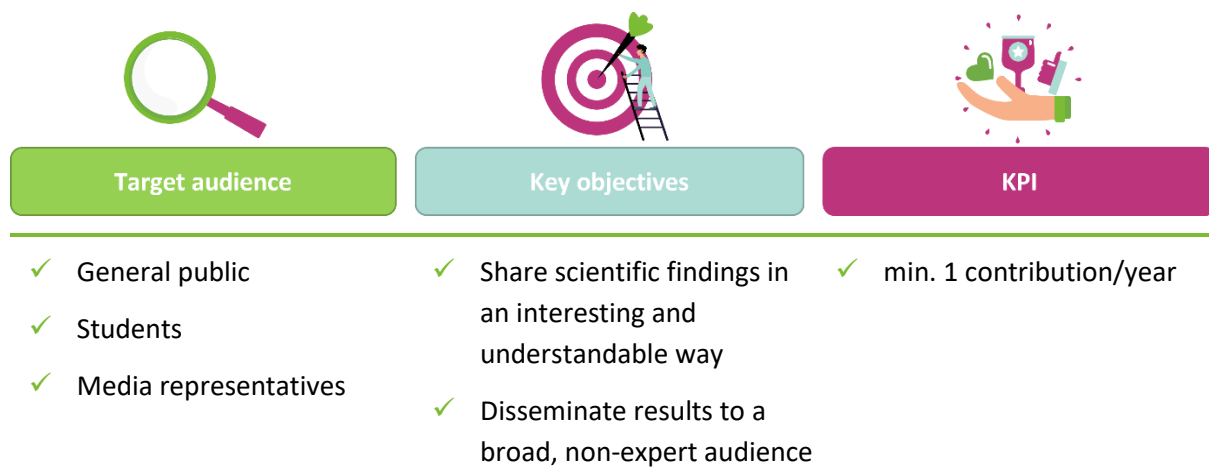 Target audience
Key objectives
KPI
General public
Students
Media representatives
Share scientific findings in
an interesting and
understandable way
Disseminate results to a
broad, non-expert audience
min. 1 contribution/year